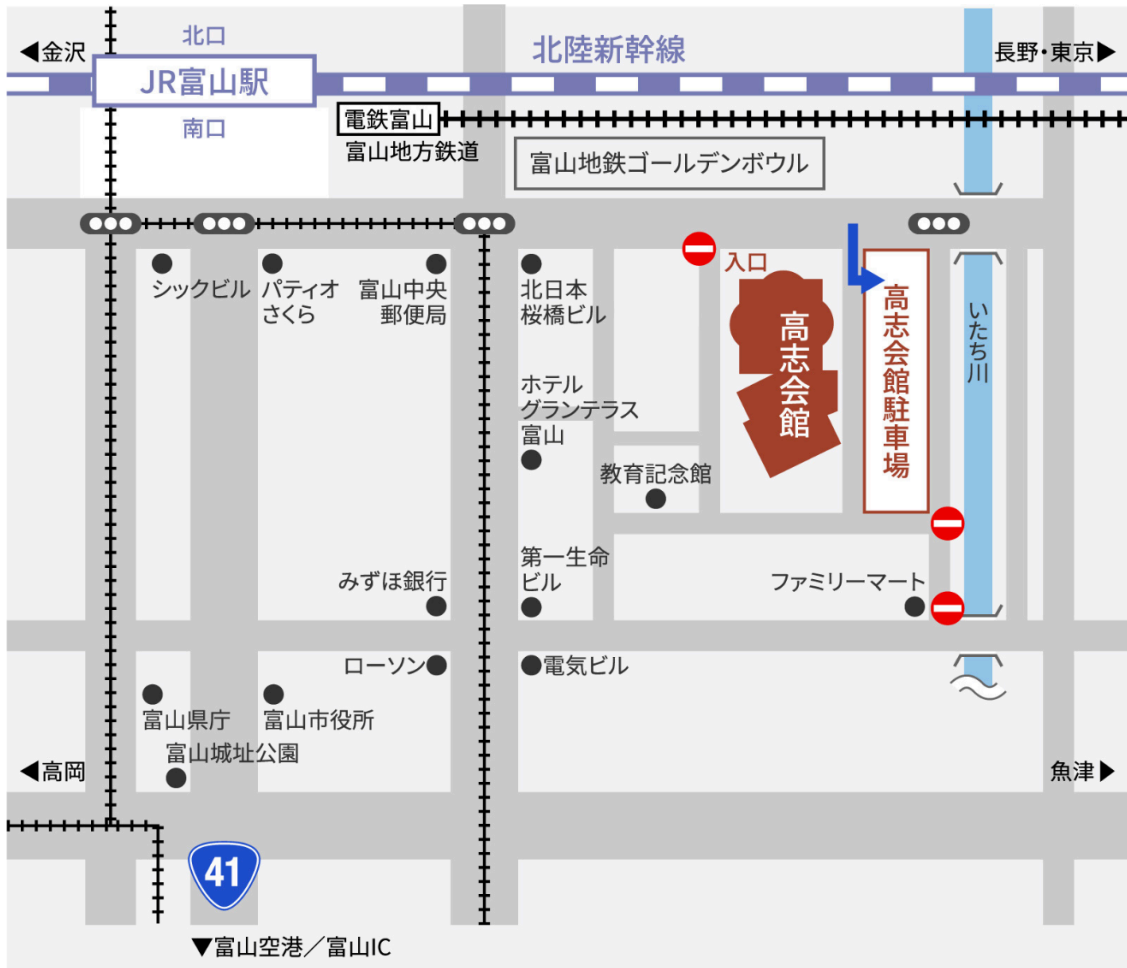 ◀金沢
北口
北陸新幹線
長野・東京▶
JR富山駅
南口
電鉄富山
富山地方鉄道
富山地鉄ゴールデンボウル
入口
シックビル
パティオ
さくら
富山中央
郵便局
北日本
桜橋ビル
高志会館
高志会館駐車場
いたち川
ホテル
グランテラス
富山
教育記念館
みずほ銀行
第一生命
ビル
ファミリーマート
ローソン
電気ビル
富山県庁
富山市役所
富山城址公園
◀高岡
魚津▶
41
▼富山空港／富山IC